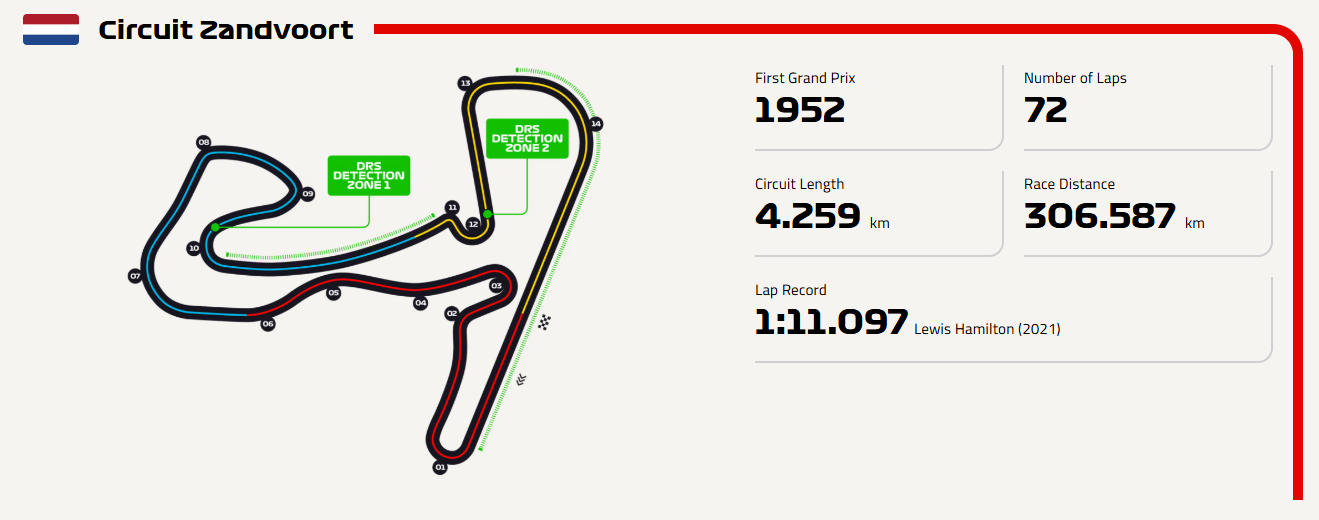 Circuit Zandvoort
13
DRS
DETECTION
ZONE 2
14
08
DRS
DETECTION
ZONE 1
09
11
12
10
07
03
05
04
02
06
01
First Grand Prix
1952
Number of Laps
72
Circuit Length
4.259 km
Race Distance
306.587 km
Lap Record
1:11.097 Lewis Hamilton (2021)